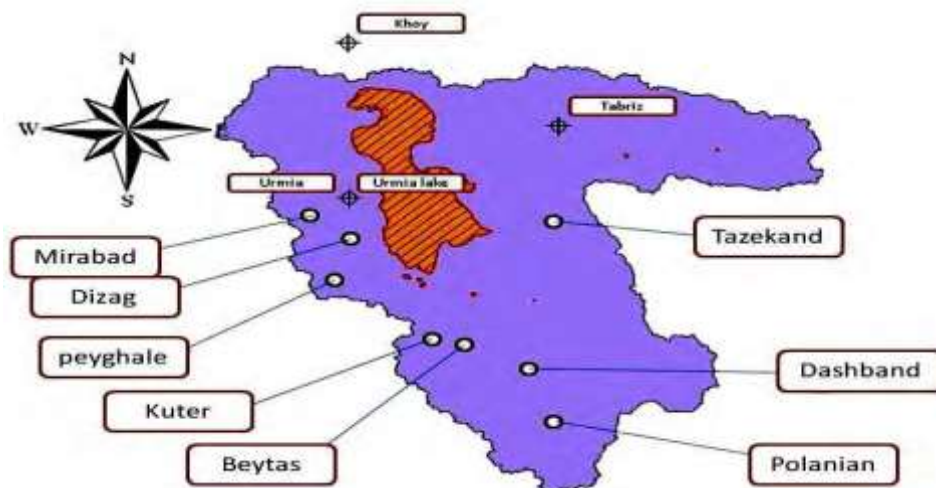 Khoy
N
Tabriz
W
E
Urmia
Urmia lake
S
Mirabad
Tazekand
Dizag
peyghale
Dashband
Kuter
Beytas
Polanian